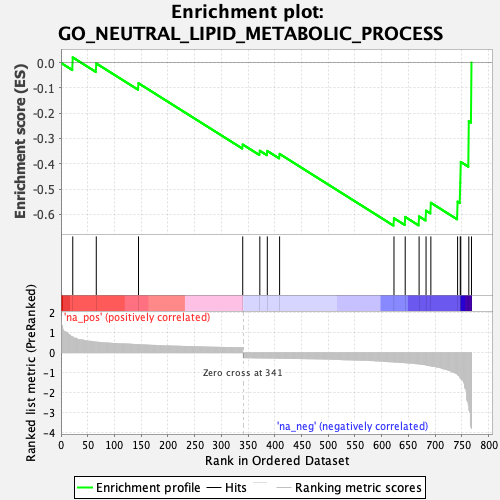 Enrichment plot:
GO_NEUTRAL_LIPID_METABOLIC_PROCESS
Enrichment score (ES)
0.0
-0.1
-0.2
-0.3
-0.4
-0.5
-0.6
Ranked list metric (PreRanked)
2
1
0
-1
-2
-3
-4
'na_pos' (positively correlated)
Zero cross at 341
'na_neg' (negatively correlated)
0 50 100 150 200 250 300 350 400 450 500 550 600 650 700 750 800
Rank in Ordered Dataset
Enrichment profile Hits Ranking metric scores